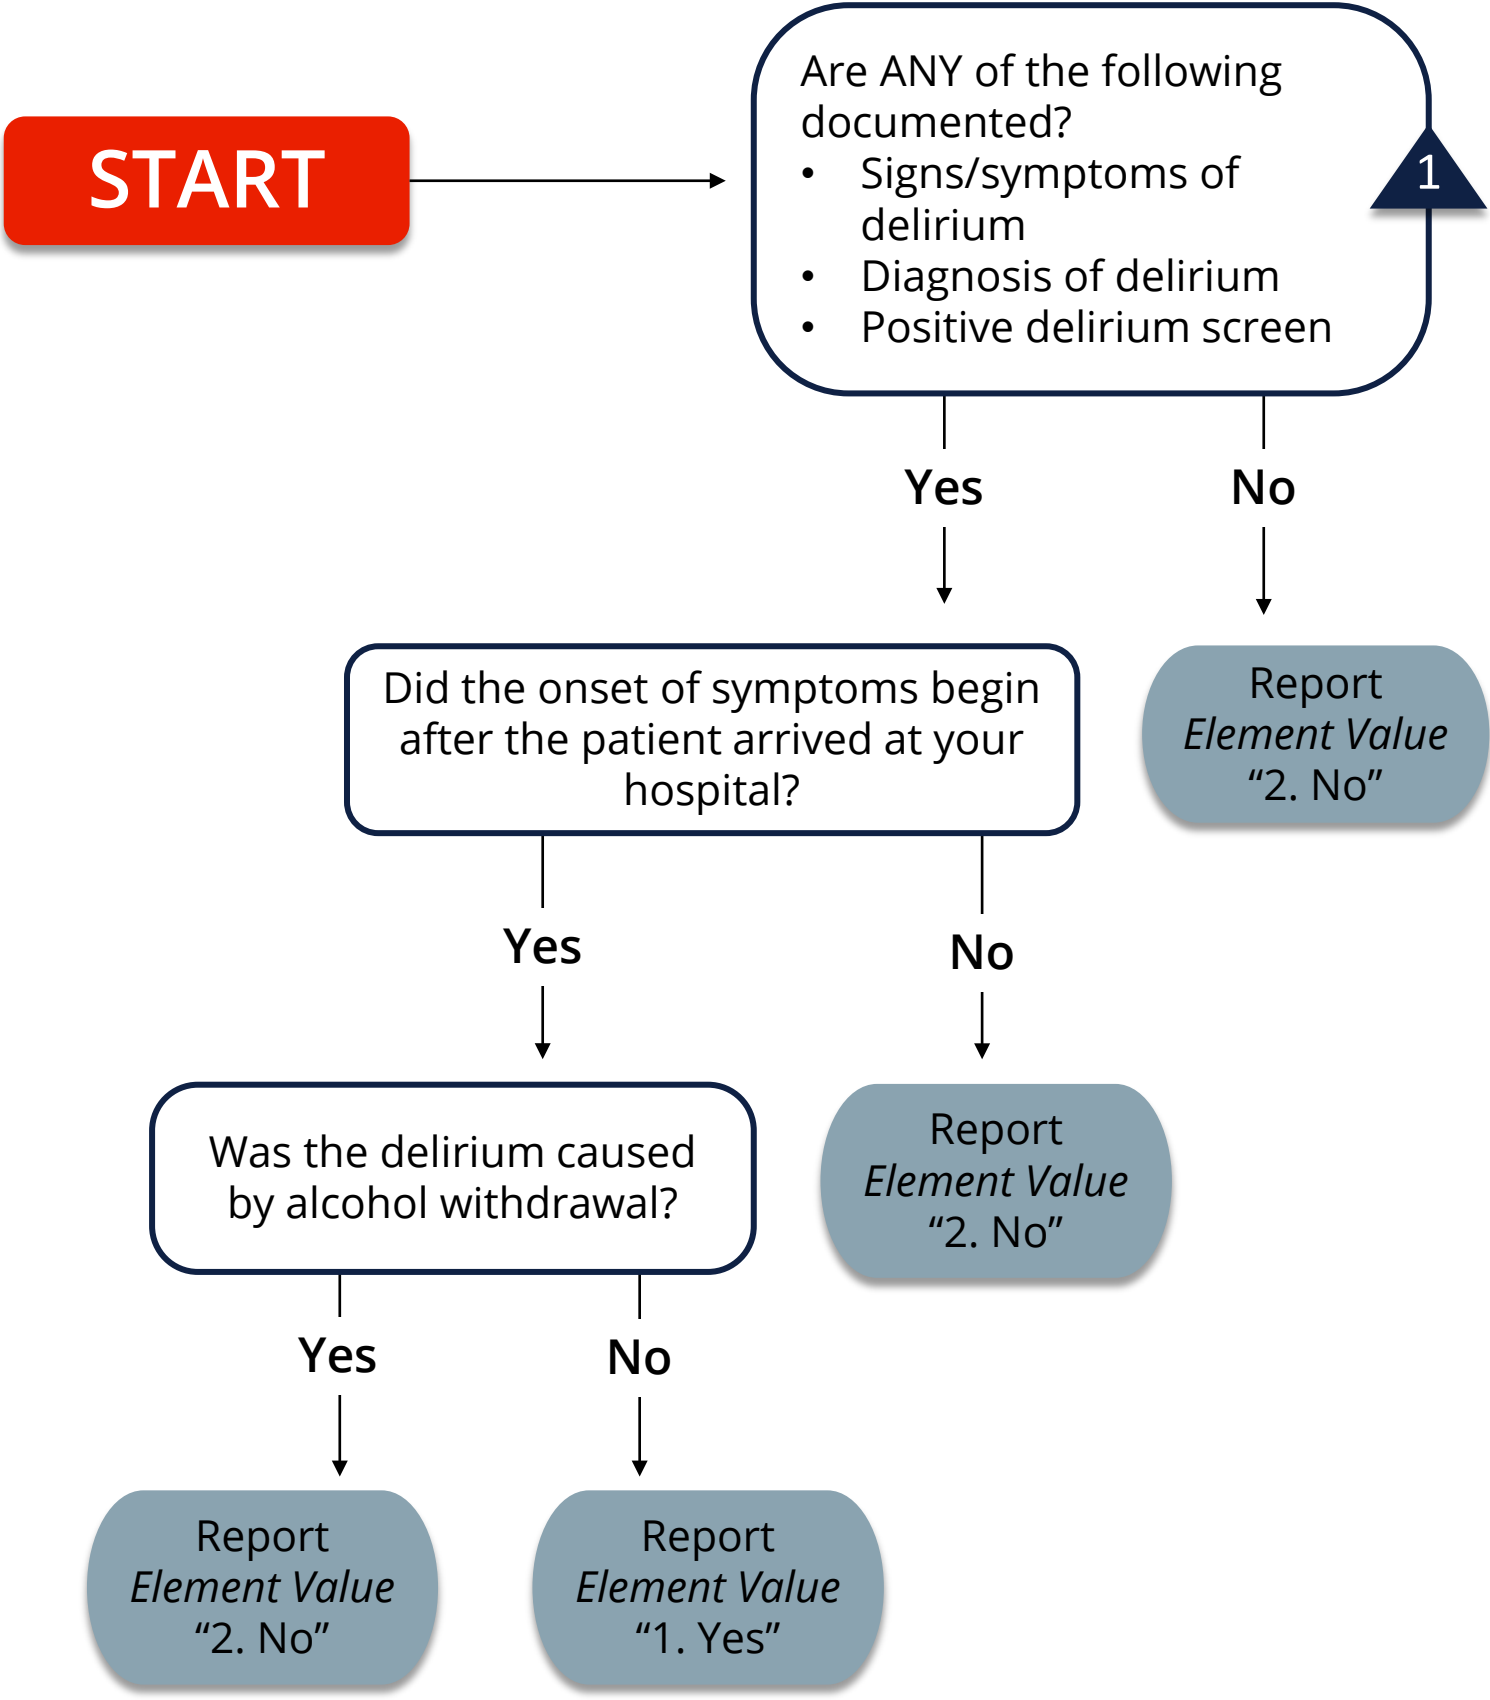 START
Are ANY of the following
documented?
• Signs/symptoms of
delirium
• Diagnosis of delirium
• Positive delirium screen
1
Yes
No
Did the onset of symptoms begin
after the patient arrived at your
hospital?
Report
Element Value
“2. No”
Yes
No
Was the delirium caused
by alcohol withdrawal?
Report
Element Value
“2. No”
Yes
No
Report
Element Value
“2. No”
Report
Element Value
“1. Yes”